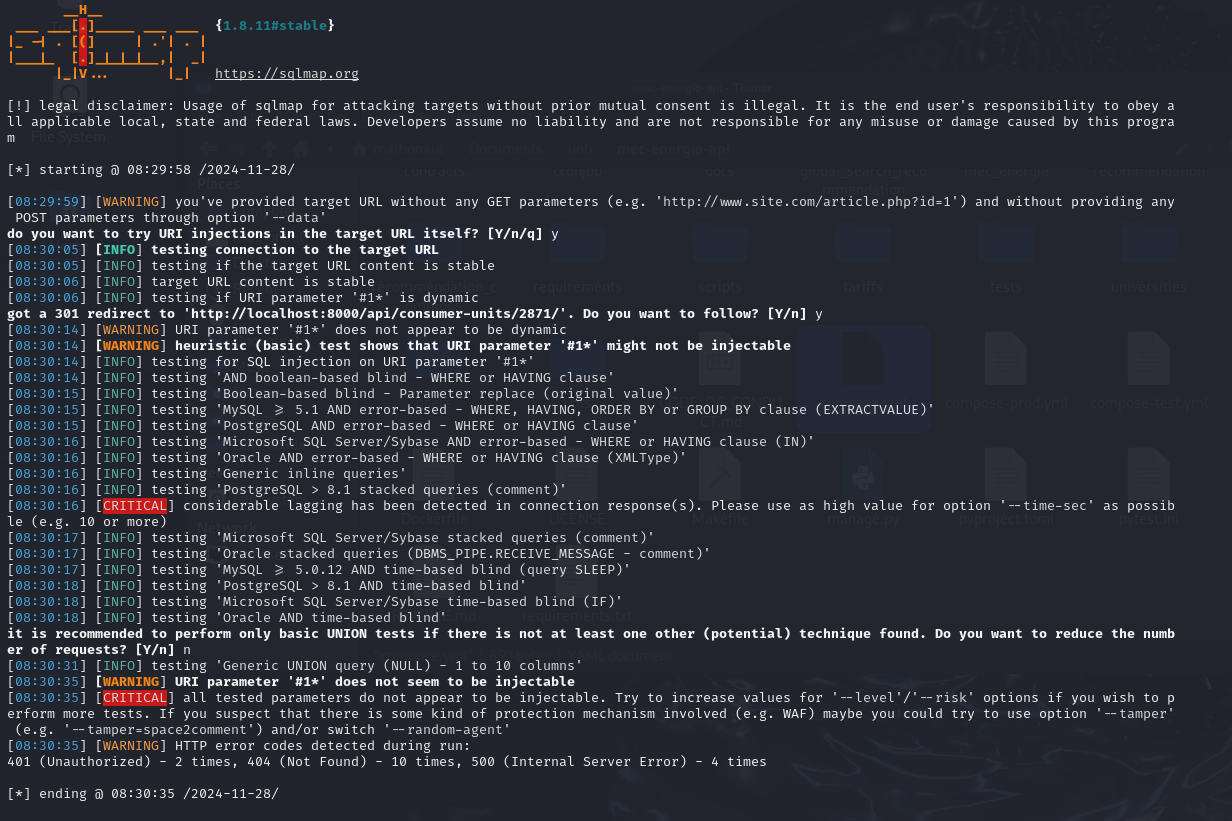 {1.8.11#stable}
https://sqlmap.org
[!] legal disclaimer: Usage of sqlmap for attacking targets without prior mutual consent is illegal. It is the end user's responsibility to obey a
ll applicable local, state and federal laws. Developers assume no liability and are not responsible for any misuse or damage caused by this progra
m
[*] starting @ 08:29:58 /2024-11-28/
[08:29:59] [WARNING] you've provided target URL without any GET parameters (e.g. 'http://www.site.com/article.php?id=1') and without providing any
 POST parameters through option '--data'
do you want to try URI injections in the target URL itself? [Y/n/q] y
[08:30:05] [INFO] testing connection to the target URL
[08:30:05] [INFO] testing if the target URL content is stable
[08:30:06] [INFO] target URL content is stable
[08:30:06] [INFO] testing if URI parameter '#1*' is dynamic
got a 301 redirect to 'http://localhost:8000/api/consumer-units/2871/'. Do you want to follow? [Y/n] y
[08:30:14] [WARNING] URI parameter '#1*' does not appear to be dynamic
[08:30:14] [WARNING] heuristic (basic) test shows that URI parameter '#1*' might not be injectable
[08:30:14] [INFO] testing for SQL injection on URI parameter '#1*'
[08:30:14] [INFO] testing 'AND boolean-based blind - WHERE or HAVING clause'
[08:30:15] [INFO] testing 'Boolean-based blind - Parameter replace (original value)'
[08:30:15] [INFO] testing 'MySQL >= 5.1 AND error-based - WHERE, HAVING, ORDER BY or GROUP BY clause (EXTRACTVALUE)'
[08:30:15] [INFO] testing 'PostgreSQL AND error-based - WHERE or HAVING clause'
[08:30:16] [INFO] testing 'Microsoft SQL Server/Sybase AND error-based - WHERE or HAVING clause (IN)'
[08:30:16] [INFO] testing 'Oracle AND error-based - WHERE or HAVING clause (XMLType)'
[08:30:16] [INFO] testing 'Generic inline queries'
[08:30:16] [INFO] testing 'PostgreSQL > 8.1 stacked queries (comment)'
[08:30:16] [CRITICAL] considerable lagging has been detected in connection response(s). Please use as high value for option '--time-sec' as possib
le (e.g. 10 or more)
[08:30:17] [INFO] testing 'Microsoft SQL Server/Sybase stacked queries (comment)'
[08:30:17] [INFO] testing 'Oracle stacked queries (DBMS_PIPE.RECEIVE_MESSAGE - comment)'
[08:30:17] [INFO] testing 'MySQL >= 5.0.12 AND time-based blind (query SLEEP)'
[08:30:18] [INFO] testing 'PostgreSQL > 8.1 AND time-based blind'
[08:30:18] [INFO] testing 'Microsoft SQL Server/Sybase time-based blind (IF)'
[08:30:18] [INFO] testing 'Oracle AND time-based blind'
it is recommended to perform only basic UNION tests if there is not at least one other (potential) technique found. Do you want to reduce the numb
er of requests? [Y/n] n
[08:30:31] [INFO] testing 'Generic UNION query (NULL) - 1 to 10 columns'
[08:30:35] [WARNING] URI parameter '#1*' does not seem to be injectable
[08:30:35] [CRITICAL] all tested parameters do not appear to be injectable. Try to increase values for '--level'/'--risk' options if you wish to p
erform more tests. If you suspect that there is some kind of protection mechanism involved (e.g. WAF) maybe you could try to use option '--tamper'
 (e.g. '--tamper=space2comment') and/or switch '--random-agent'
[08:30:35] [WARNING] HTTP error codes detected during run:
401 (Unauthorized) - 2 times, 404 (Not Found) - 10 times, 500 (Internal Server Error) - 4 times
[*] ending @ 08:30:35 /2024-11-28/